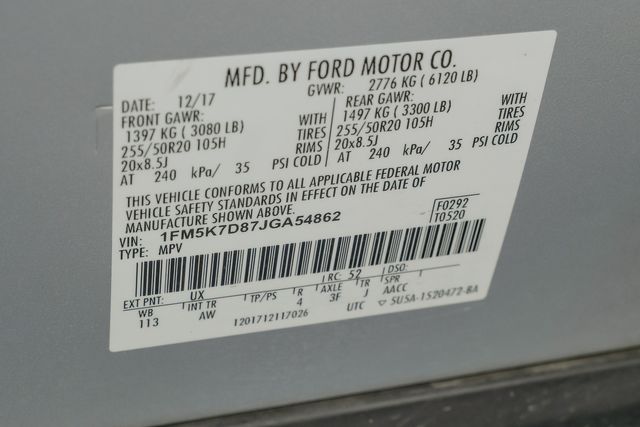 MFD. BY FORD MOTOR CO.
DATE: 12/17 GVWR: 2776 KG ( 6120 LB)
FRONT GAWR: REAR GAWR:
1397 KG ( 3080 LB) WITH 1497 KG ( 3300 LB) WITH
255/50R20 105H TIRES 255/50R20 105H TIRES
20x8.5J RIMS 20x8.5J RIMS
AT 240 kPa/ 35 PSI COLD AT 240 kPa/ 35 PSI COLD
THIS VEHICLE CONFORMS TO ALL APPLICABLE FEDERAL MOTOR
VEHICLE SAFETY STANDARDS IN EFFECT ON THE DATE OF
MANUFACTURE SHOWN ABOVE.
VIN: 1FM5K7D87JGA54862 F0292
TYPE: MPV T0520
EXT PNT: UX RC: 52 DSO:
WB INT TR TP/PS R AXLE TR SPR
113 AW 4 3F J AACC
1201712117026 UTC ▽ 5U5A-1520472-BA